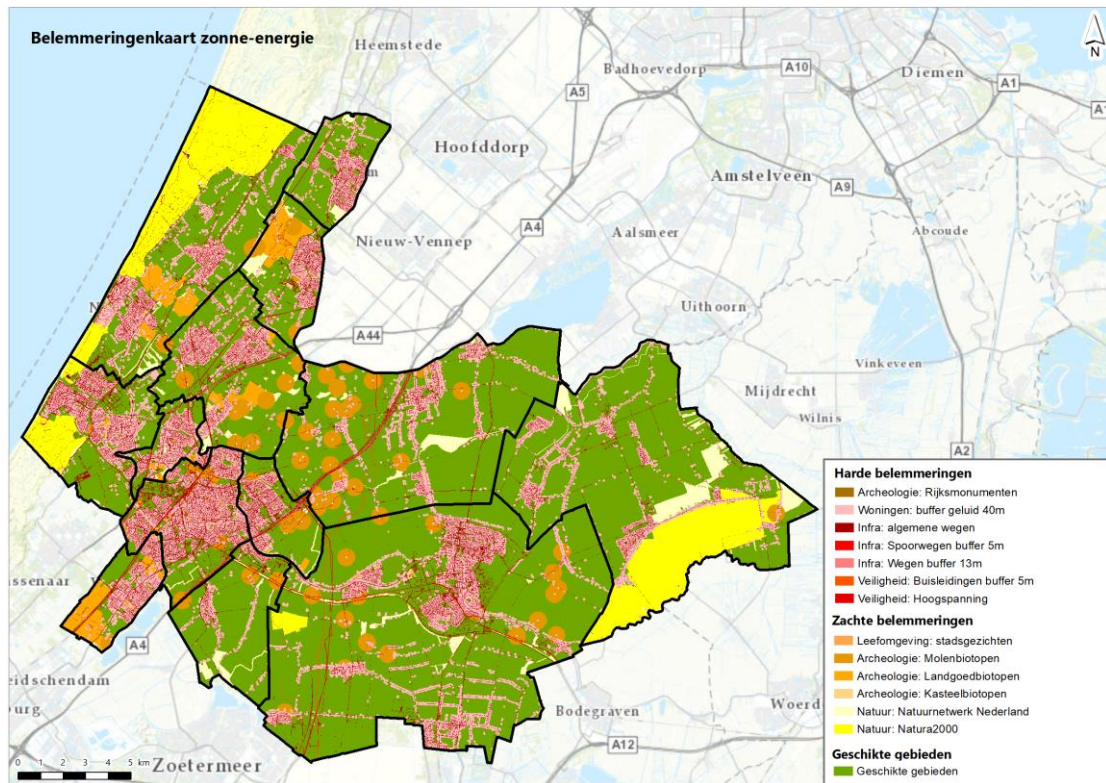 Belemmeringenkaart zonne-energie
Heemstede
Badhoevedorp
A10
Diemen
A1
A5
N
Hoofddorp
Amstelveen
A9
A4
Nieuw-Vennep
Aalsmeer
Abcoude
Uithoorn
A44
Vinkeveen
Mijdrecht
Wilnis
A2
Harde belemmeringen
Archeologie: Rijksmonumenten
Woningen: buffer geluid 40m
Infra: algemene wegen
Infra: Spoorwegen buffer 5m
Infra: Wegen buffer 13m
Veiligheid: Buisleidingen buffer 5m
Veiligheid: Hoogspanning
Zachte belemmeringen
Leefomgeving: stadsgezichten
Archeologie: Molenbiotopen
Archeologie: Landgoedbiotopen
Archeologie: Kasteelbiotopen
Natuur: Natuurnetwerk Nederland
Natuur: Natura2000
Geschikte gebieden
Geschikte gebieden
ssenaar
A4
eidschendam
burg
Bodegraven
Woerd
A12
Zoetermeer
0 1 2 3 4 5 km